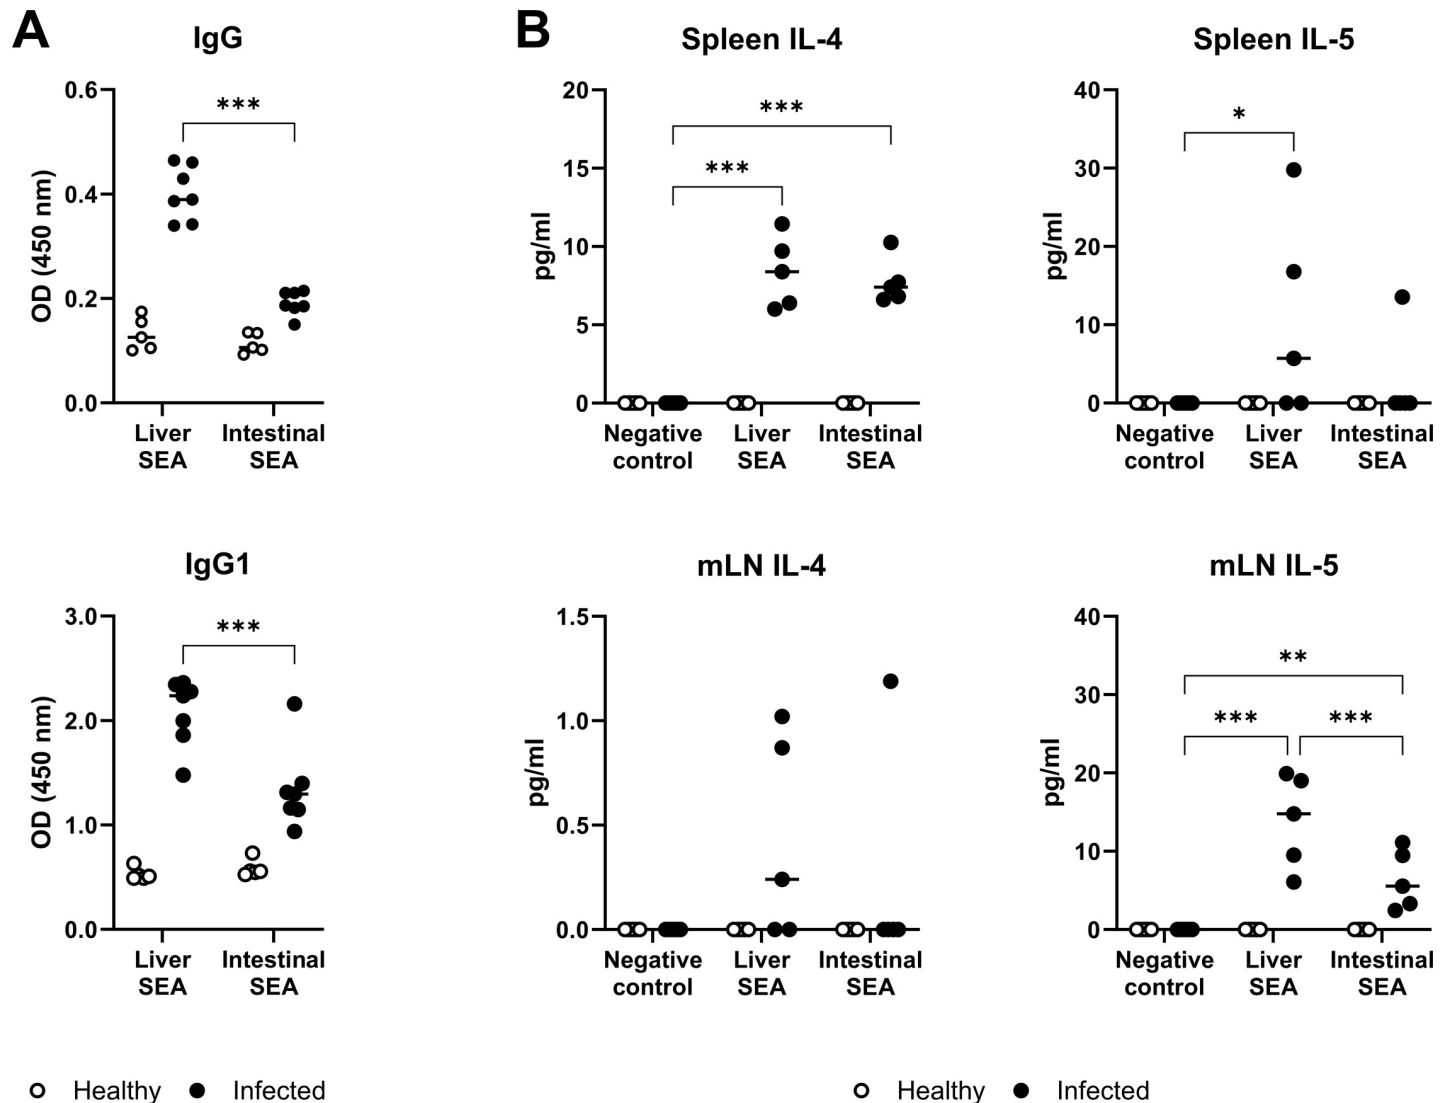 A
IgG
OD (450 nm)
0.6
0.4
0.2
0.0
***
Liver
SEA
Intestinal
SEA
IgG1
OD (450 nm)
3.0
2.0
1.0
0.0
***
Liver
SEA
Intestinal
SEA
Healthy
Infected
B
Spleen IL-4
pg/ml
20
15
10
5
0
***
***
Negative
control
Liver
SEA
Intestinal
SEA
Spleen IL-5
pg/ml
40
30
20
10
0
*
Negative
control
Liver
SEA
Intestinal
SEA
mLN IL-4
pg/ml
1.5
1.0
0.5
0.0
Negative
control
Liver
SEA
Intestinal
SEA
mLN IL-5
pg/ml
40
30
20
10
0
**
***
***
Negative
control
Liver
SEA
Intestinal
SEA
Healthy
Infected